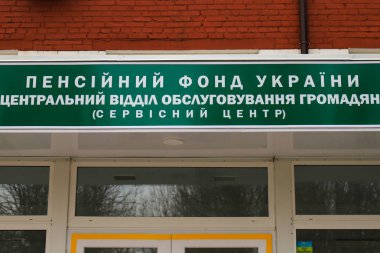 ПЕНСІЙНИЙ ФОНД УКРАЇНИ
ЦЕНТРАЛЬНИЙ ВІДДІЛ ОБСЛУГОВУВАННЯ ГРОМАДЯН
(СЕРВІСНИЙ ЦЕНТР)